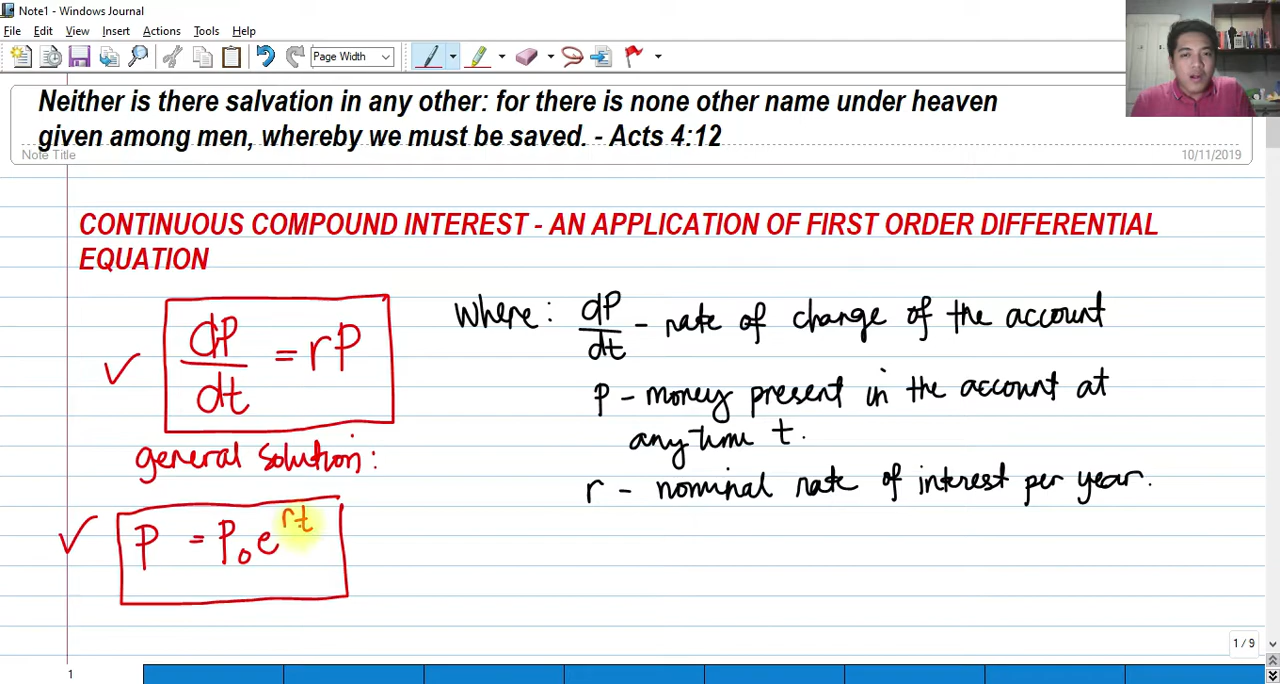 Note1 - Windows Journal
File Edit View Insert Actions Tools Help
Page Width
Neither is there salvation in any other: for there is none other name under heaven
given among men, whereby we must be saved. - Acts 4:12
Note Title
10/11/2019
CONTINUOUS COMPOUND INTEREST - AN APPLICATION OF FIRST ORDER DIFFERENTIAL
EQUATION
dP/dt = rP
general solution:
P = P₀e^rt
Where: dP/dt - rate of change of the account
P - money present in the account at
any time t.
r - nominal rate of interest per year.
1 / 9
1